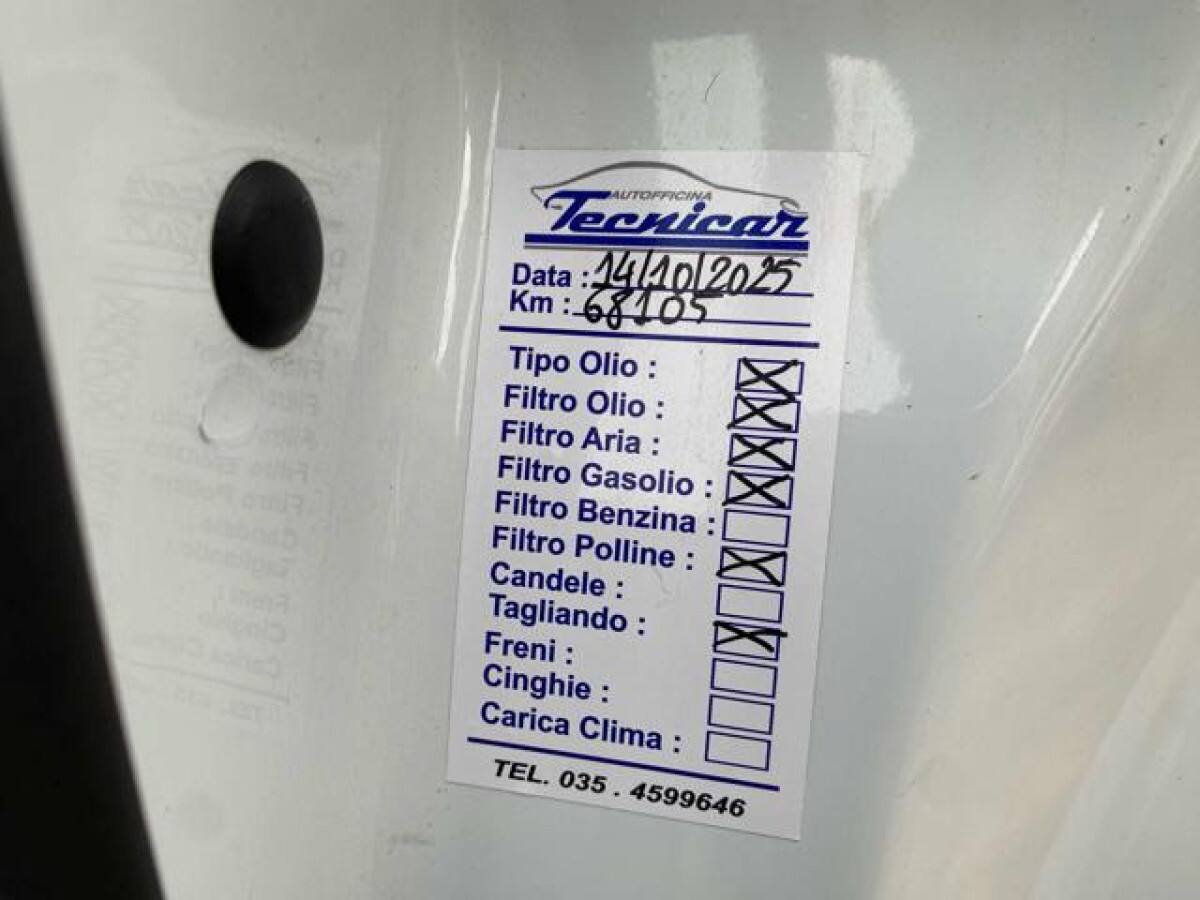 AUTOFFICINA
Tecnicar
Data : 14/10/2025
Km : 68105
Tipo Olio :
Filtro Olio :
Filtro Aria :
Filtro Gasolio :
Filtro Benzina :
Filtro Polline :
Candele :
Tagliando :
Freni :
Cinghie :
Carica Clima :
TEL. 035 . 4599646